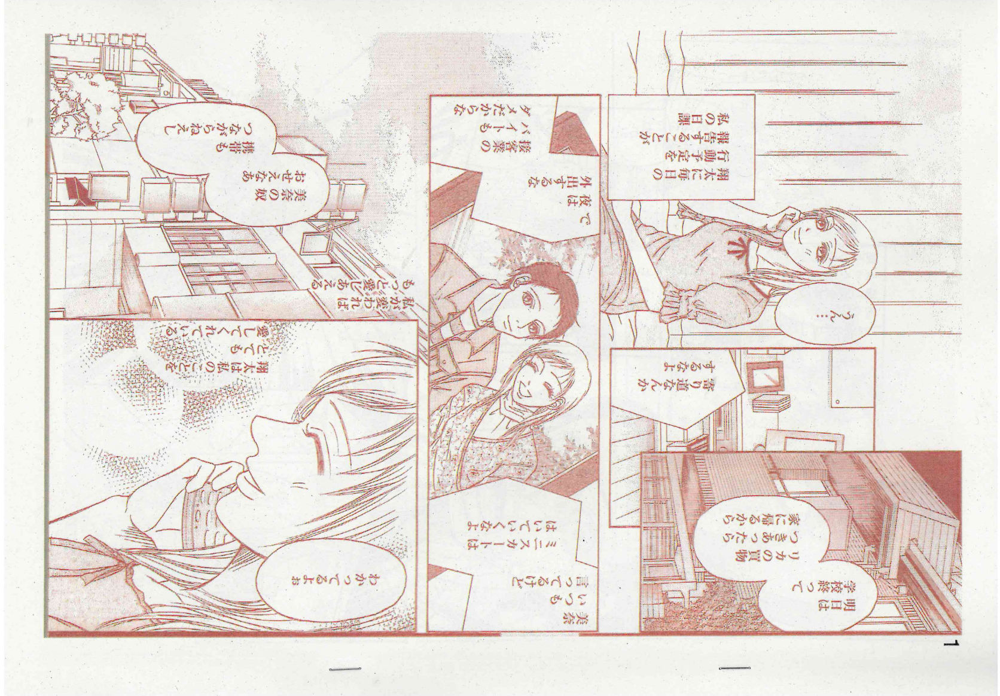 明日は
学校終って
リカの買物
つきあったら
家に帰るから
寄り道なんか
するなよ
うん…
翔太に毎日の
行動予定を
報告することが
私の日課
美奈
いつも
言ってるけど
ミニスカートは
はいていくなよ
で
夜は
外出するな
接客業の
バイトも
ダメだからな
わかってるよぉ
翔太は私のことを
とても
愛してくれている
私が変われば
もっと愛しあえる
美奈の奴
おせえなあ
携帯も
つながらねえし
1